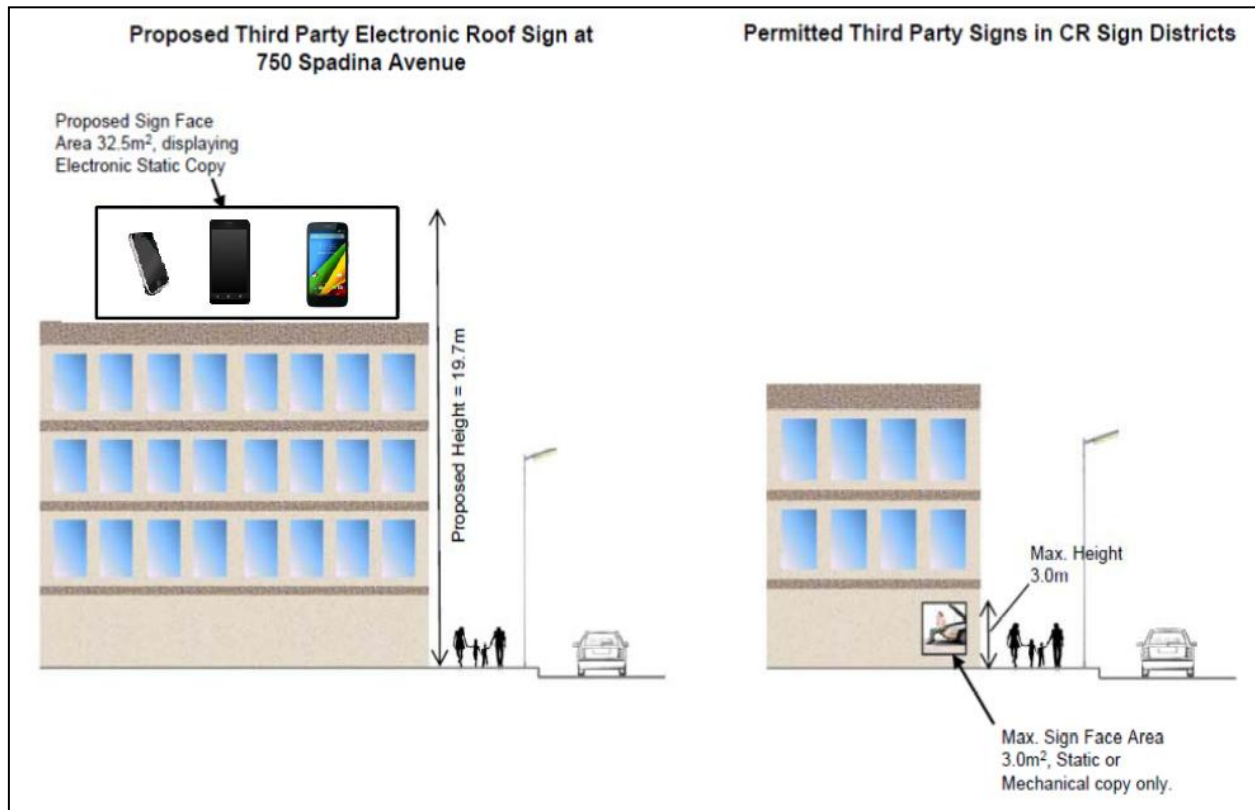 Proposed Third Party Electronic Roof Sign at
750 Spadina Avenue
Proposed Sign Face
Area 32.5m², displaying
Electronic Static Copy
Proposed Height = 19.7m
Permitted Third Party Signs in CR Sign Districts
Max. Height
3.0m
Max. Sign Face Area
3.0m², Static or
Mechanical copy only.